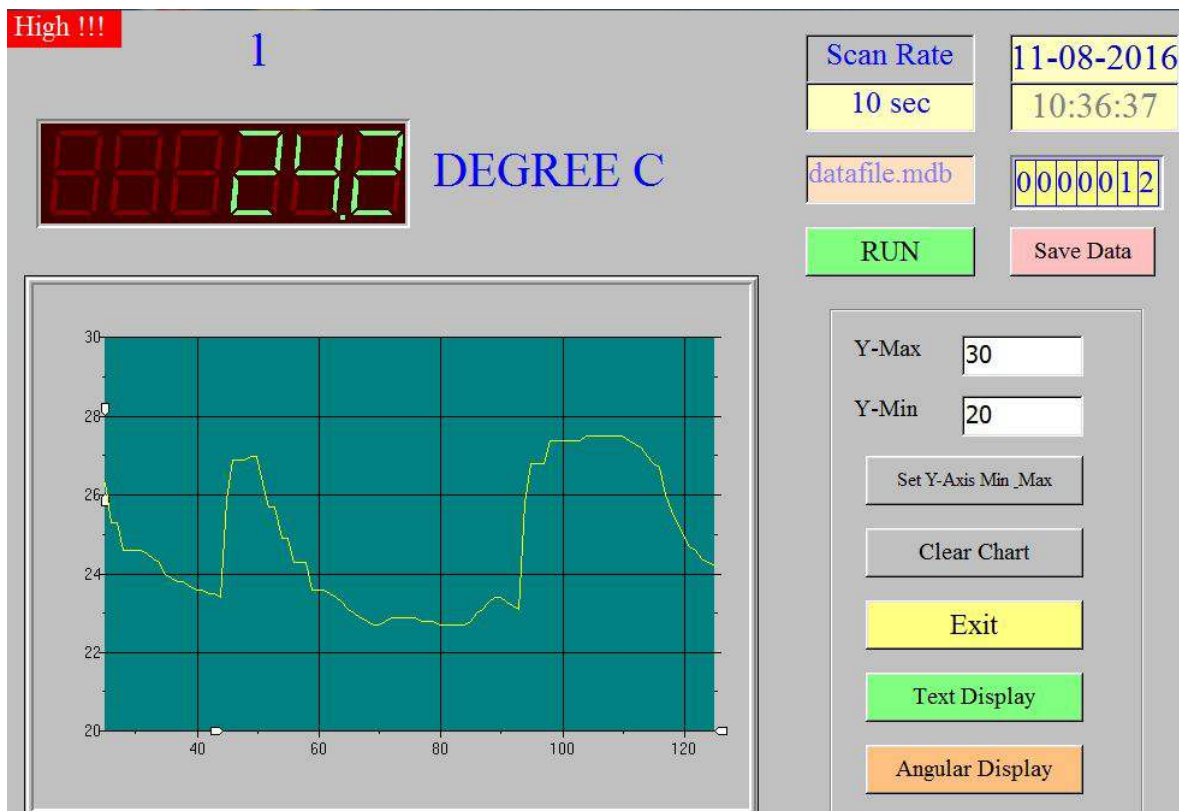 High !!!
1
Scan Rate
11-08-2016
10 sec
10:36:37
24.2
DEGREE C
datafile.mdb
0000012
RUN
Save Data
30
28
26
24
22
20
40
60
80
100
120
Y-Max
30
Y-Min
20
Set Y-Axis Min _Max
Clear Chart
Exit
Text Display
Angular Display